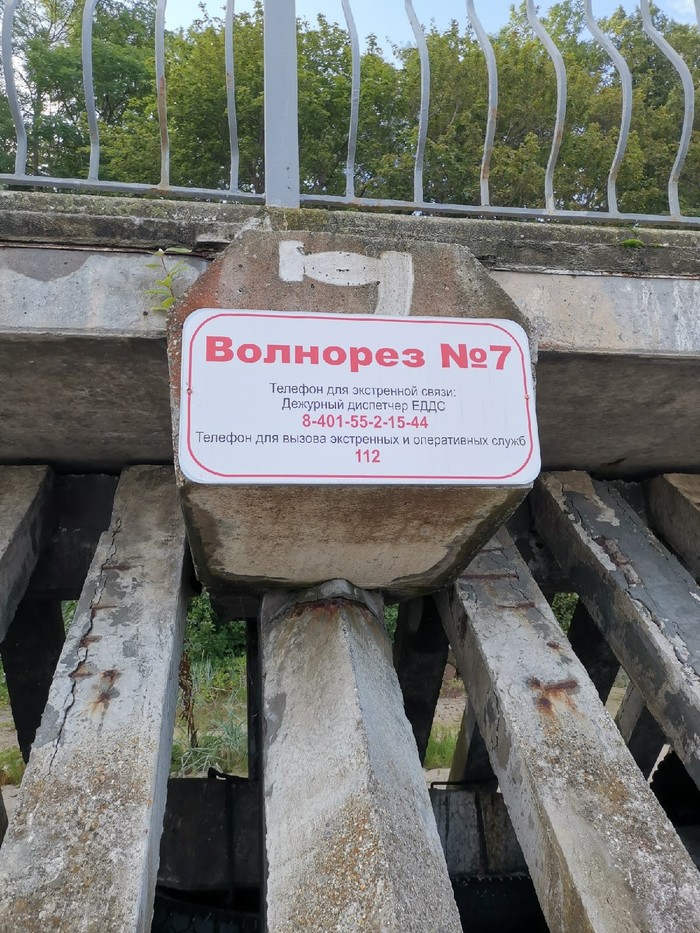 Волнорез №7
Телефон для экстренной связи:
Дежурный диспетчер ЕДДС
8-401-55-2-15-44
Телефон для вызова экстренных и оперативных служб
112